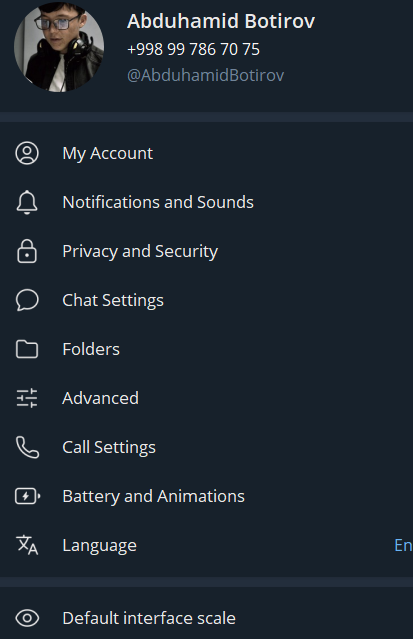 Abduhamid Botirov
+998 99 786 70 75
@AbduhamidBotirov
My Account
Notifications and Sounds
Privacy and Security
Chat Settings
Folders
Advanced
Call Settings
Battery and Animations
Language En
Default interface scale